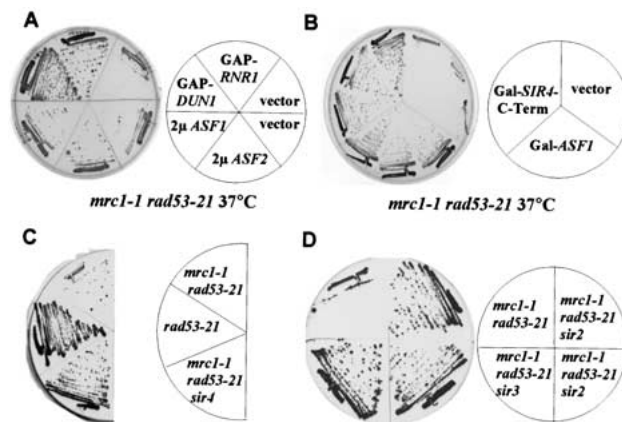 A
GAP-
RNR1
GAP-
DUN1
vector
2μ ASF1
vector
2μ ASF2
mrc1-1 rad53-21 37°C
B
Gal-SIR4-
C-Term
vector
Gal-ASF1
mrc1-1 rad53-21 37°C
C
mrc1-1
rad53-21
rad53-21
mrc1-1
rad53-21
sir4
D
mrc1-1
rad53-21
mrc1-1
rad53-21
sir2
mrc1-1
rad53-21
sir3
mrc1-1
rad53-21
sir2